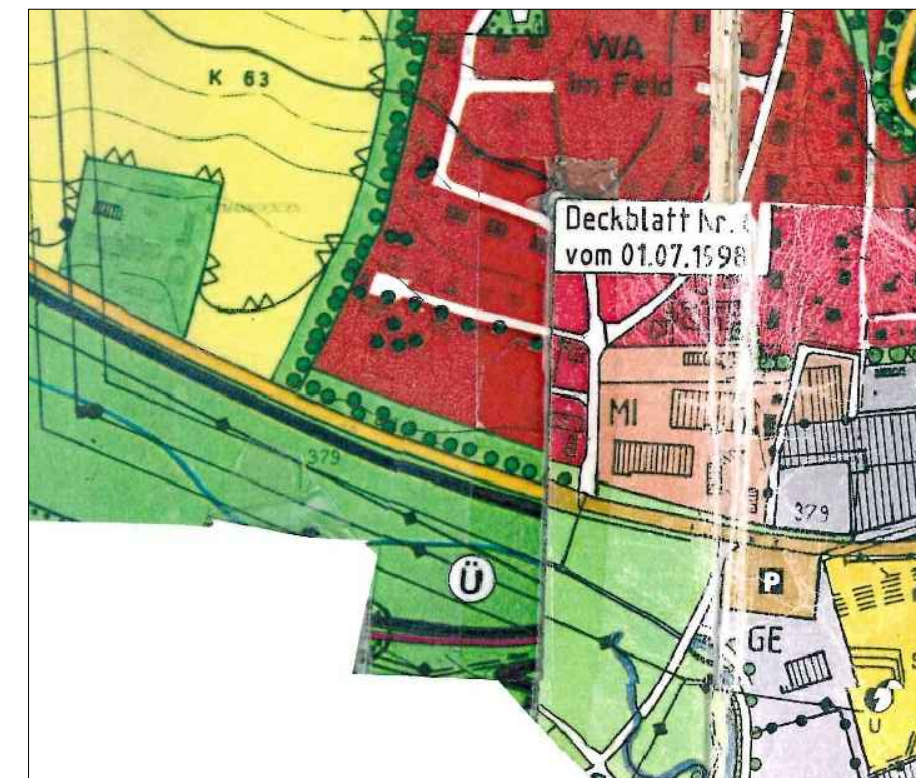 WA
im Feld
K 63
Deckblatt Nr.
vom 01.07.1998
MI
379
379
Ü
P
GE
U